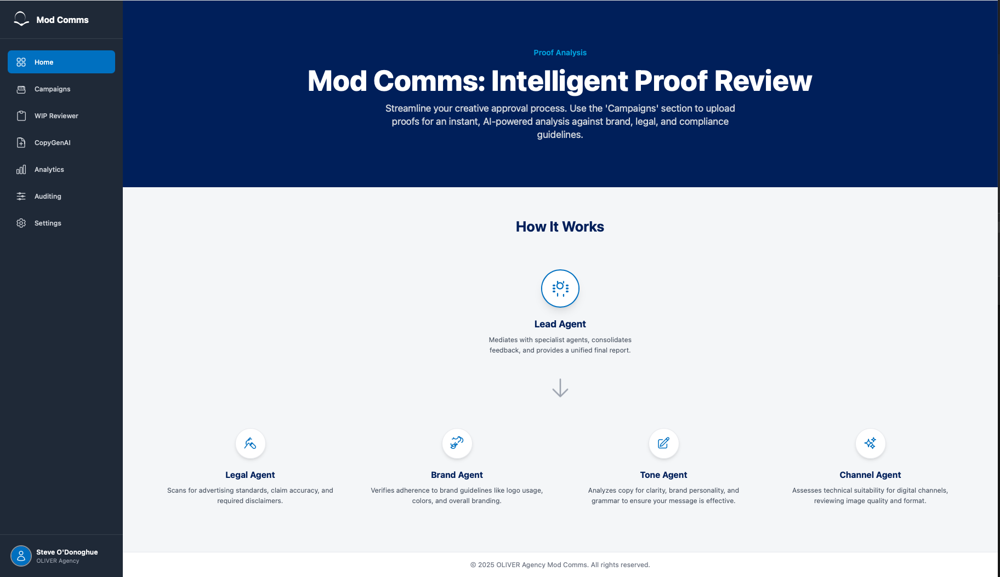 Mod Comms
Home
Campaigns
WIP Reviewer
CopyGenAI
Analytics
Auditing
Settings
Steve O'Donoghue
OLIVER Agency
Proof Analysis
Mod Comms: Intelligent Proof Review
Streamline your creative approval process. Use the 'Campaigns' section to upload
proofs for an instant, AI-powered analysis against brand, legal, and compliance
guidelines.
How It Works
Lead Agent
Mediates with specialist agents, consolidates
feedback, and provides a unified final report.
Legal Agent
Scans for advertising standards, claim accuracy, and
required disclaimers.
Brand Agent
Verifies adherence to brand guidelines like logo usage,
colors, and overall branding.
Tone Agent
Analyzes copy for clarity, brand personality, and
grammar to ensure your message is effective.
Channel Agent
Assesses technical suitability for digital channels,
reviewing image quality and format.
© 2025 OLIVER Agency Mod Comms. All rights reserved.